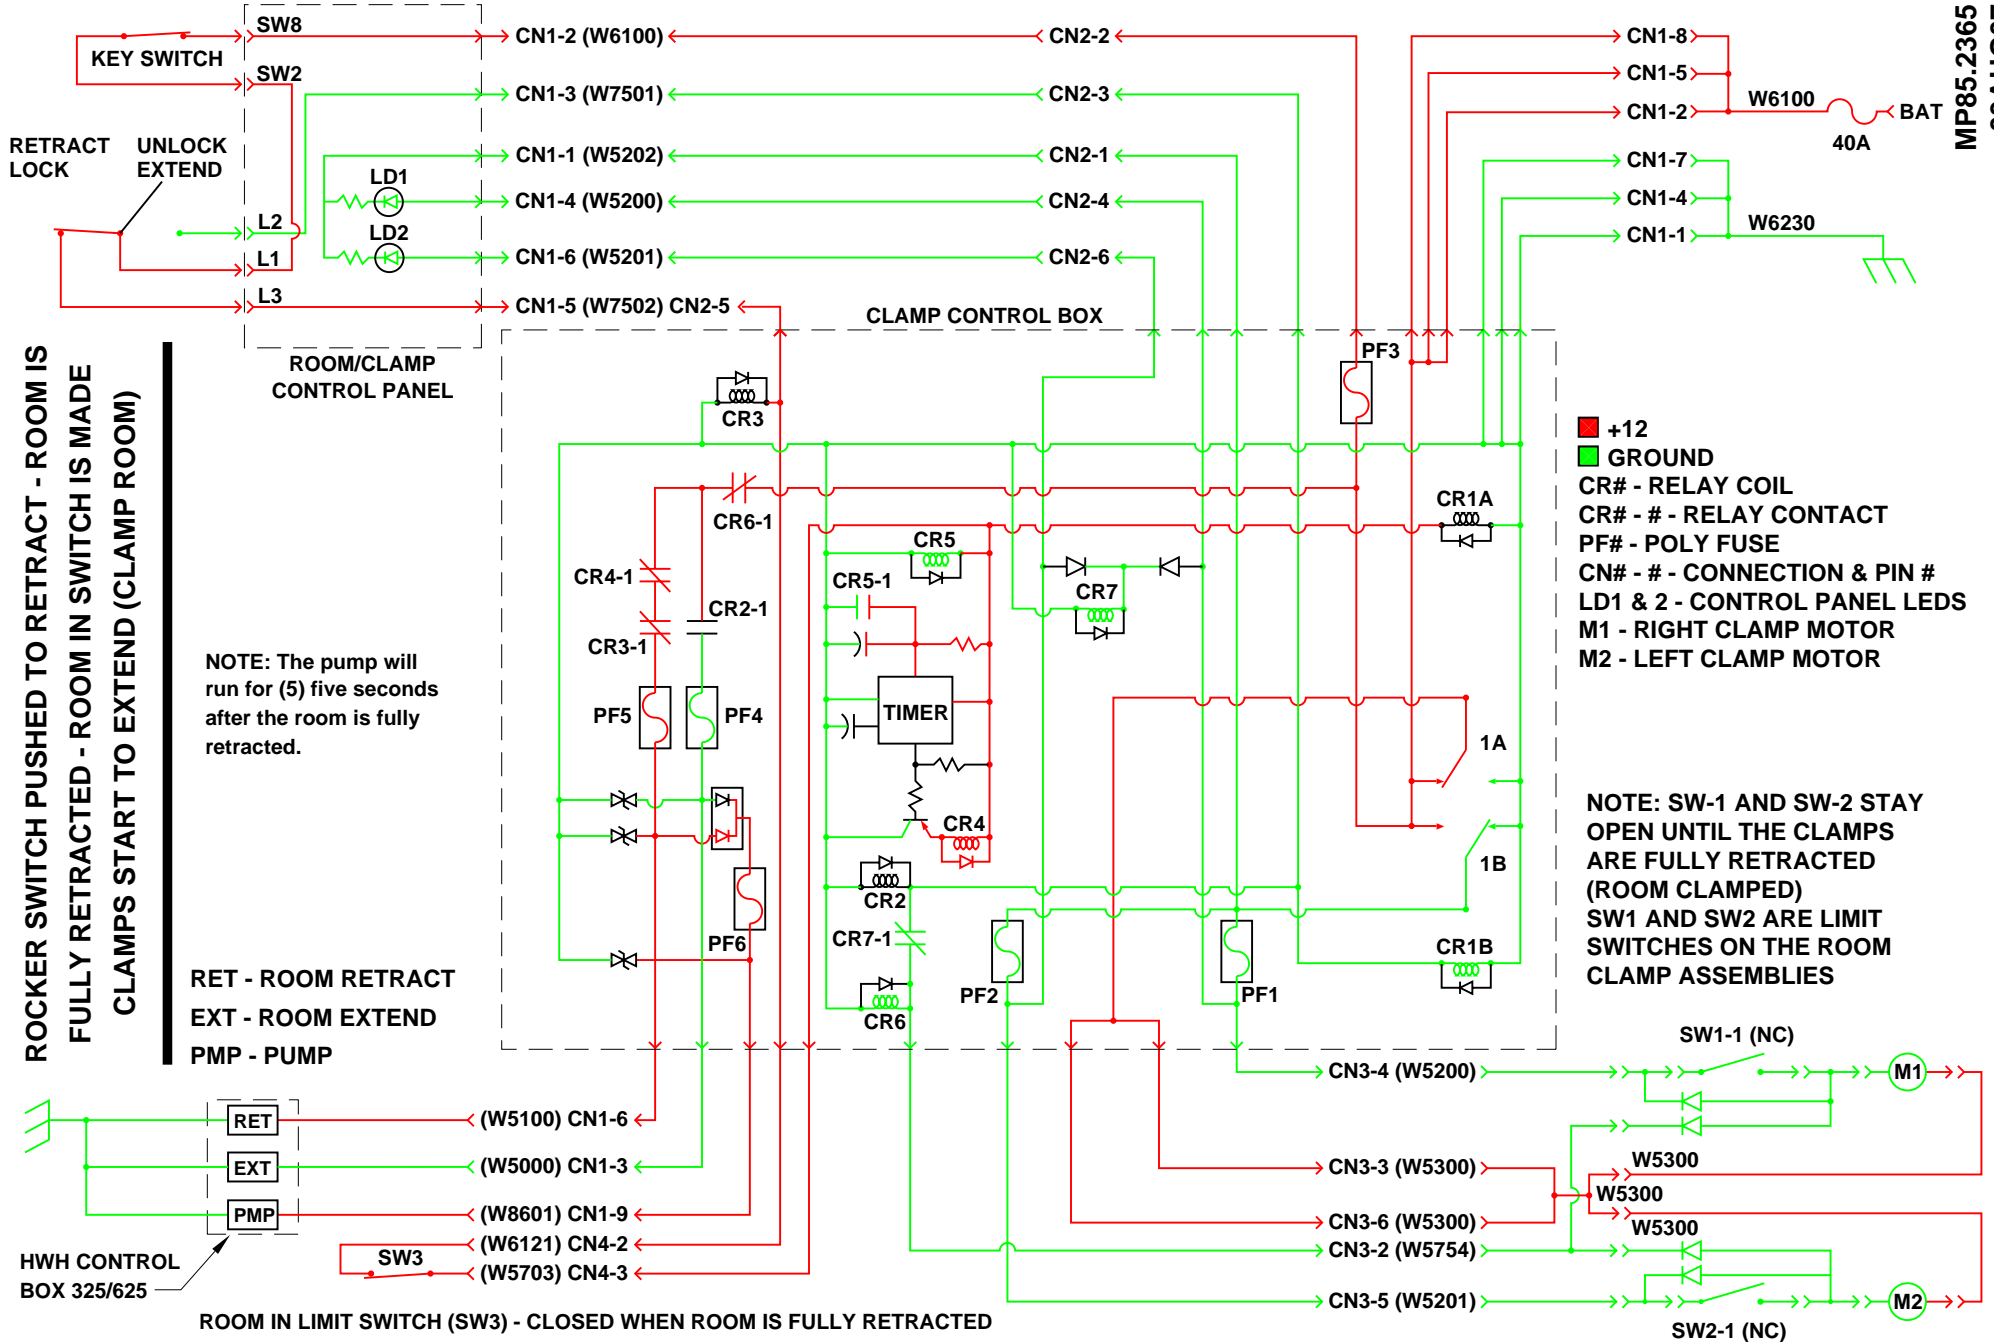 SW8
KEY SWITCH
SW2
RETRACT
LOCK
UNLOCK
EXTEND
LD1
LD2
L2
L1
L3
ROOM/CLAMP
CONTROL PANEL
CN1-2 (W6100)
CN1-3 (W7501)
CN1-1 (W5202)
CN1-4 (W5200)
CN1-6 (W5201)
CN1-5 (W7502) CN2-5
CN2-2
CN2-3
CN2-1
CN2-4
CN2-6
CN1-8
CN1-5
CN1-2
CN1-7
CN1-4
CN1-1
W6100
40A
BAT
W6230
MP85.2365
CLAMP CONTROL BOX
ROCKER SWITCH PUSHED TO RETRACT - ROOM IS
FULLY RETRACTED - ROOM IN SWITCH IS MADE
CLAMPS START TO EXTEND (CLAMP ROOM)
NOTE: The pump will
run for (5) five seconds
after the room is fully
retracted.
RET - ROOM RETRACT
EXT - ROOM EXTEND
PMP - PUMP
CR3
PF3
CR6-1
CR1A
CR5
CR4-1
CR5-1
CR7
CR2-1
CR3-1
PF5
PF4
TIMER
1A
CR4
1B
CR2
PF6
CR7-1
CR1B
PF2
PF1
CR6
+12
GROUND
CR# - RELAY COIL
CR# - # - RELAY CONTACT
PF# - POLY FUSE
CN# - # - CONNECTION & PIN #
LD1 & 2 - CONTROL PANEL LEDS
M1 - RIGHT CLAMP MOTOR
M2 - LEFT CLAMP MOTOR
NOTE: SW-1 AND SW-2 STAY
OPEN UNTIL THE CLAMPS
ARE FULLY RETRACTED
(ROOM CLAMPED)
SW1 AND SW2 ARE LIMIT
SWITCHES ON THE ROOM
CLAMP ASSEMBLIES
SW1-1 (NC)
CN3-4 (W5200)
M1
RET
(W5100) CN1-6
EXT
(W5000) CN1-3
PMP
(W8601) CN1-9
(W6121) CN4-2
SW3
(W5703) CN4-3
HWH CONTROL
BOX 325/625
CN3-3 (W5300)
W5300
W5300
CN3-6 (W5300)
W5300
CN3-2 (W5754)
CN3-5 (W5201)
M2
SW2-1 (NC)
ROOM IN LIMIT SWITCH (SW3) - CLOSED WHEN ROOM IS FULLY RETRACTED